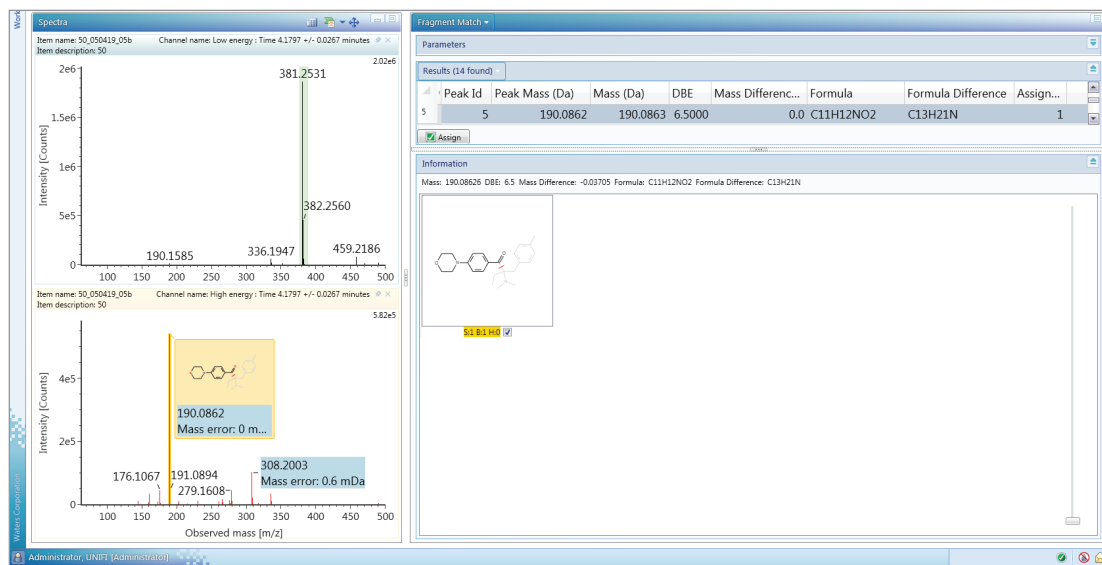 Work
Spectra
Item name: 50_050419_05b Channel name: Low energy : Time 4.1797 +/- 0.0267 minutes
Item description: 50
2.02e6
2e6
1.5e6
1e6
5e5
0
Intensity [Counts]
381.2531
382.2560
190.1585
336.1947
459.2186
100 150 200 250 300 350 400 450 500
Item name: 50_050419_05b Channel name: High energy : Time 4.1797 +/- 0.0267 minutes
Item description: 50
5.82e5
4e5
2e5
0
Intensity [Counts]
190.0862
Mass error: 0 m...
176.1067
191.0894
279.1608
308.2003
Mass error: 0.6 mDa
100 150 200 250 300 350 400 450 500
Observed mass [m/z]
Fragment Match
Parameters
Results (14 found)
Peak Id Peak Mass (Da) Mass (Da) DBE Mass Differenc... Formula Formula Difference Assign...
5 5 190.0862 190.0863 6.5000 0.0 C11H12NO2 C13H21N 1
Assign
Information
Mass: 190.08626 DBE: 6.5 Mass Difference: -0.03705 Formula: C11H12NO2 Formula Difference: C13H21N
S:1 B:1 H:0
Waters Corporation
Administrator, UNIFI [Administrator]